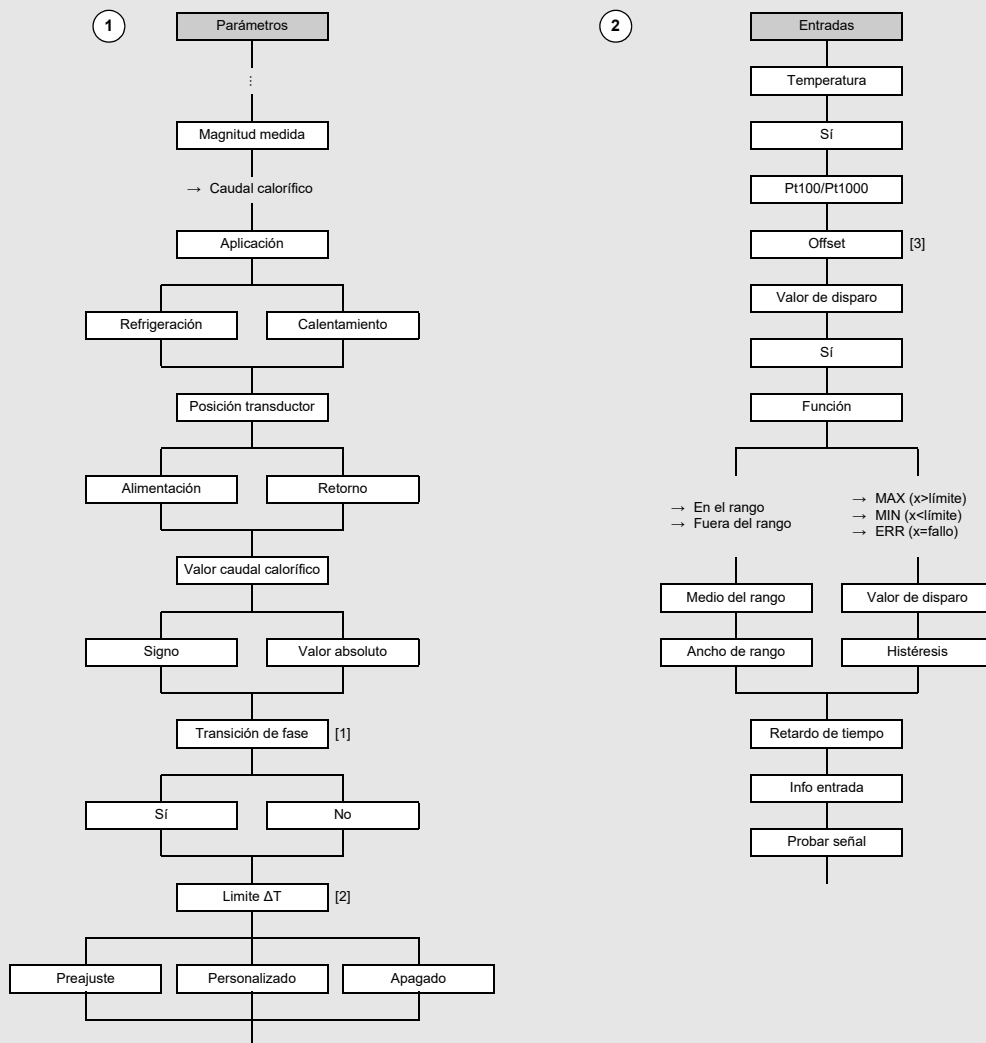 1
Parámetros
⋮
Magnitud medida
→ Caudal calorífico
Aplicación
Refrigeración
Calentamiento
Posición transductor
Alimentación
Retorno
Valor caudal calorífico
Signo
Valor absoluto
Transición de fase [1]
Sí
No
Limite ΔT [2]
Preajuste
Personalizado
Apagado
2
Entradas
Temperatura
Sí
Pt100/Pt1000
Offset [3]
Valor de disparo
Sí
Función
→ En el rango
→ Fuera del rango
→ MAX (x>límite)
→ MIN (x<límite)
→ ERR (x=fallo)
Medio del rango
Valor de disparo
Ancho de rango
Histéresis
Retardo de tiempo
Info entrada
Probar señal